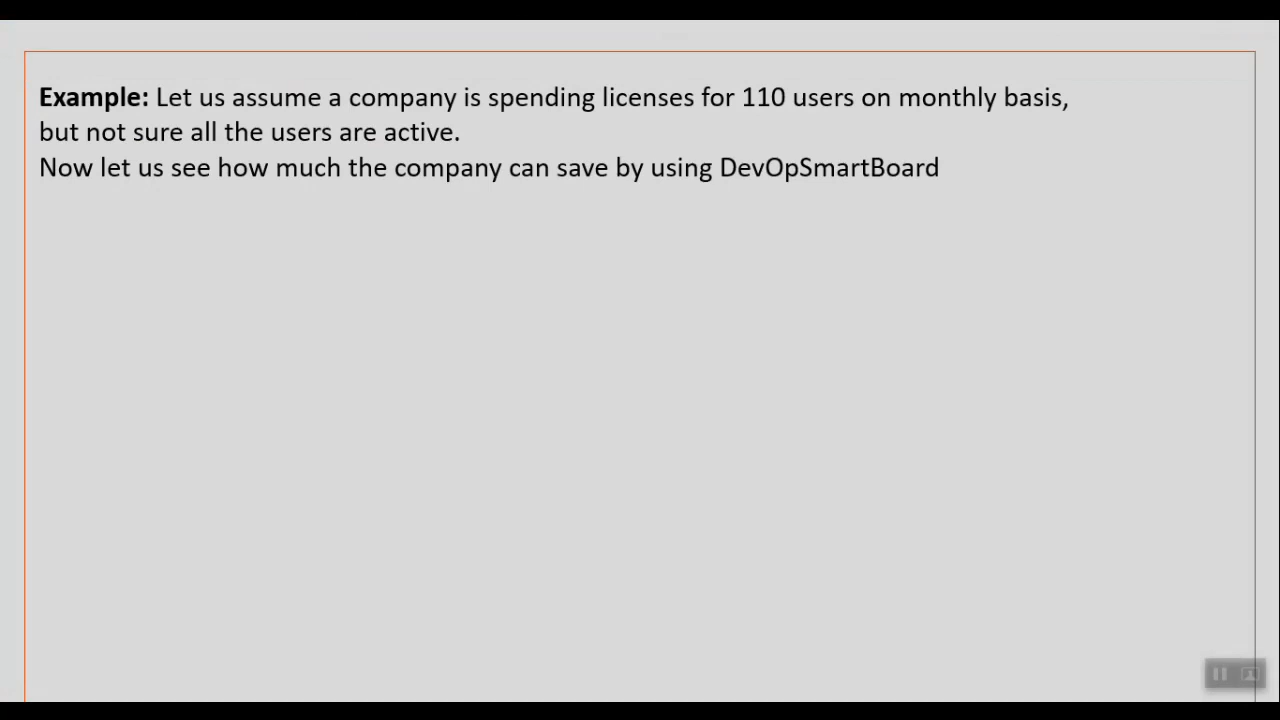 Example: Let us assume a company is spending licenses for 110 users on monthly basis,
but not sure all the users are active.
Now let us see how much the company can save by using DevOpSmartBoard